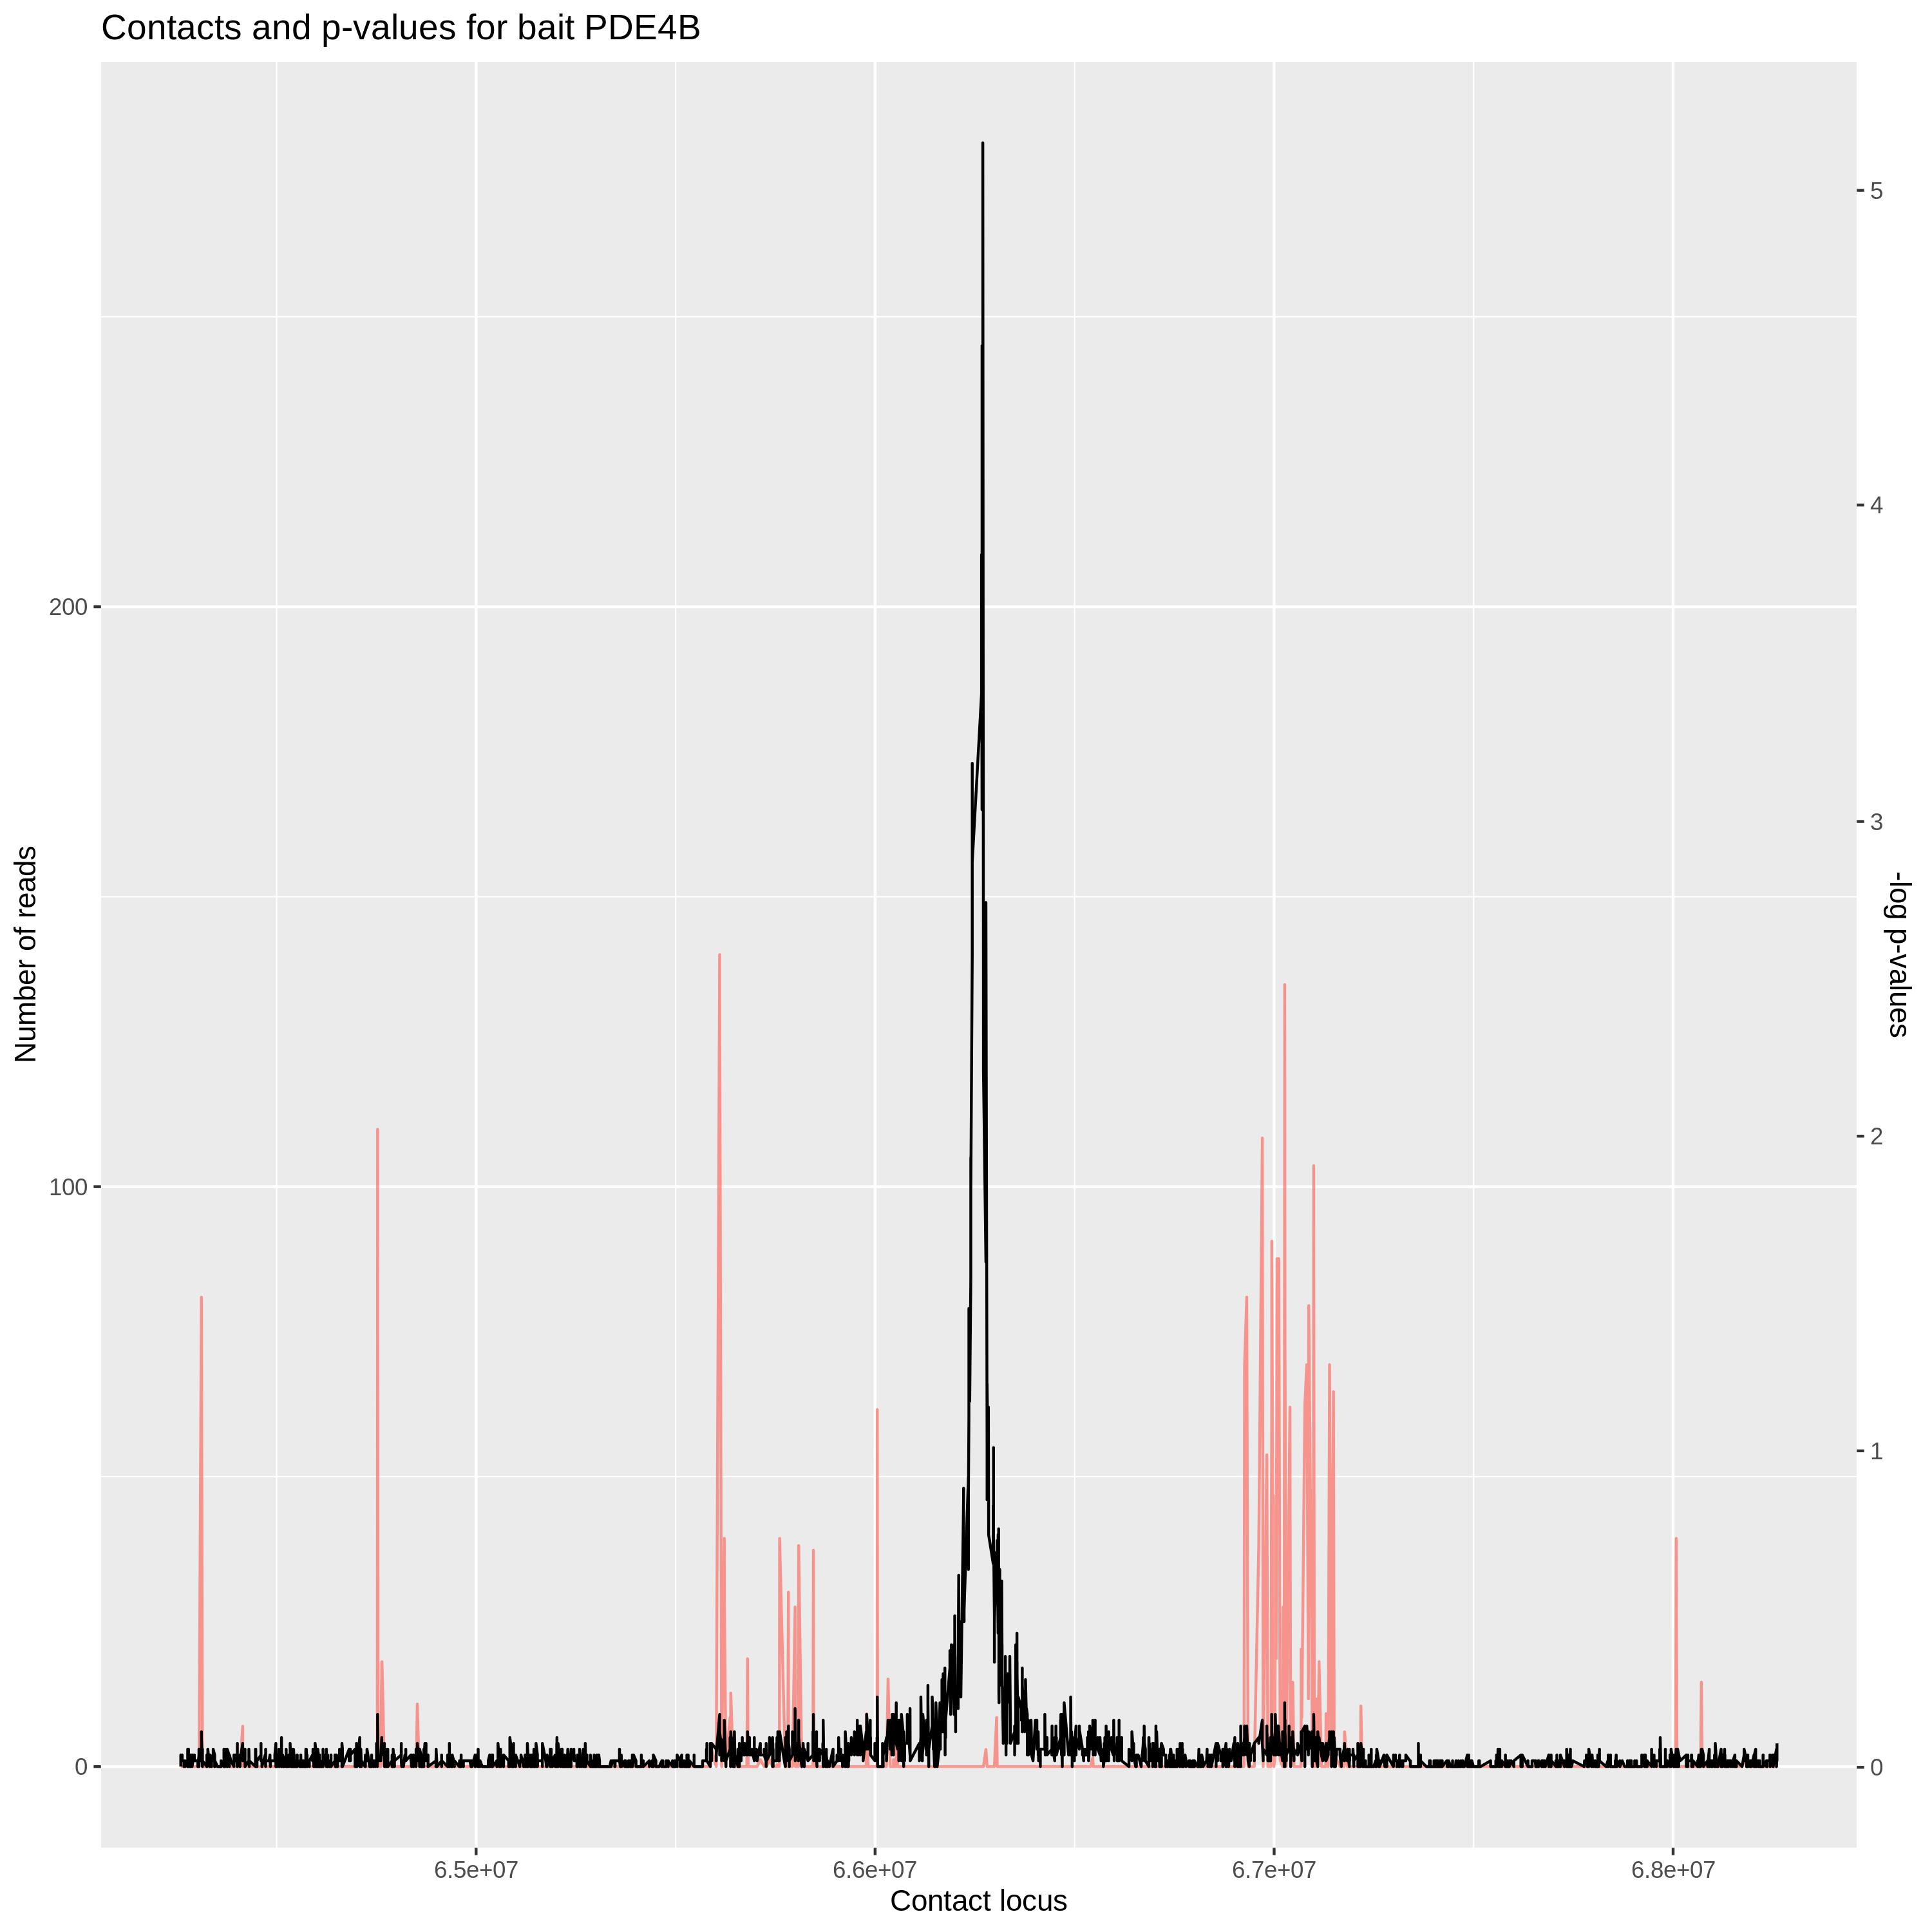 Contacts and p-values for bait PDE4B
Number of reads
200
100
0
5
4
3
2
1
0
-log p-values
6.5e+07
6.6e+07
6.7e+07
6.8e+07
Contact locus